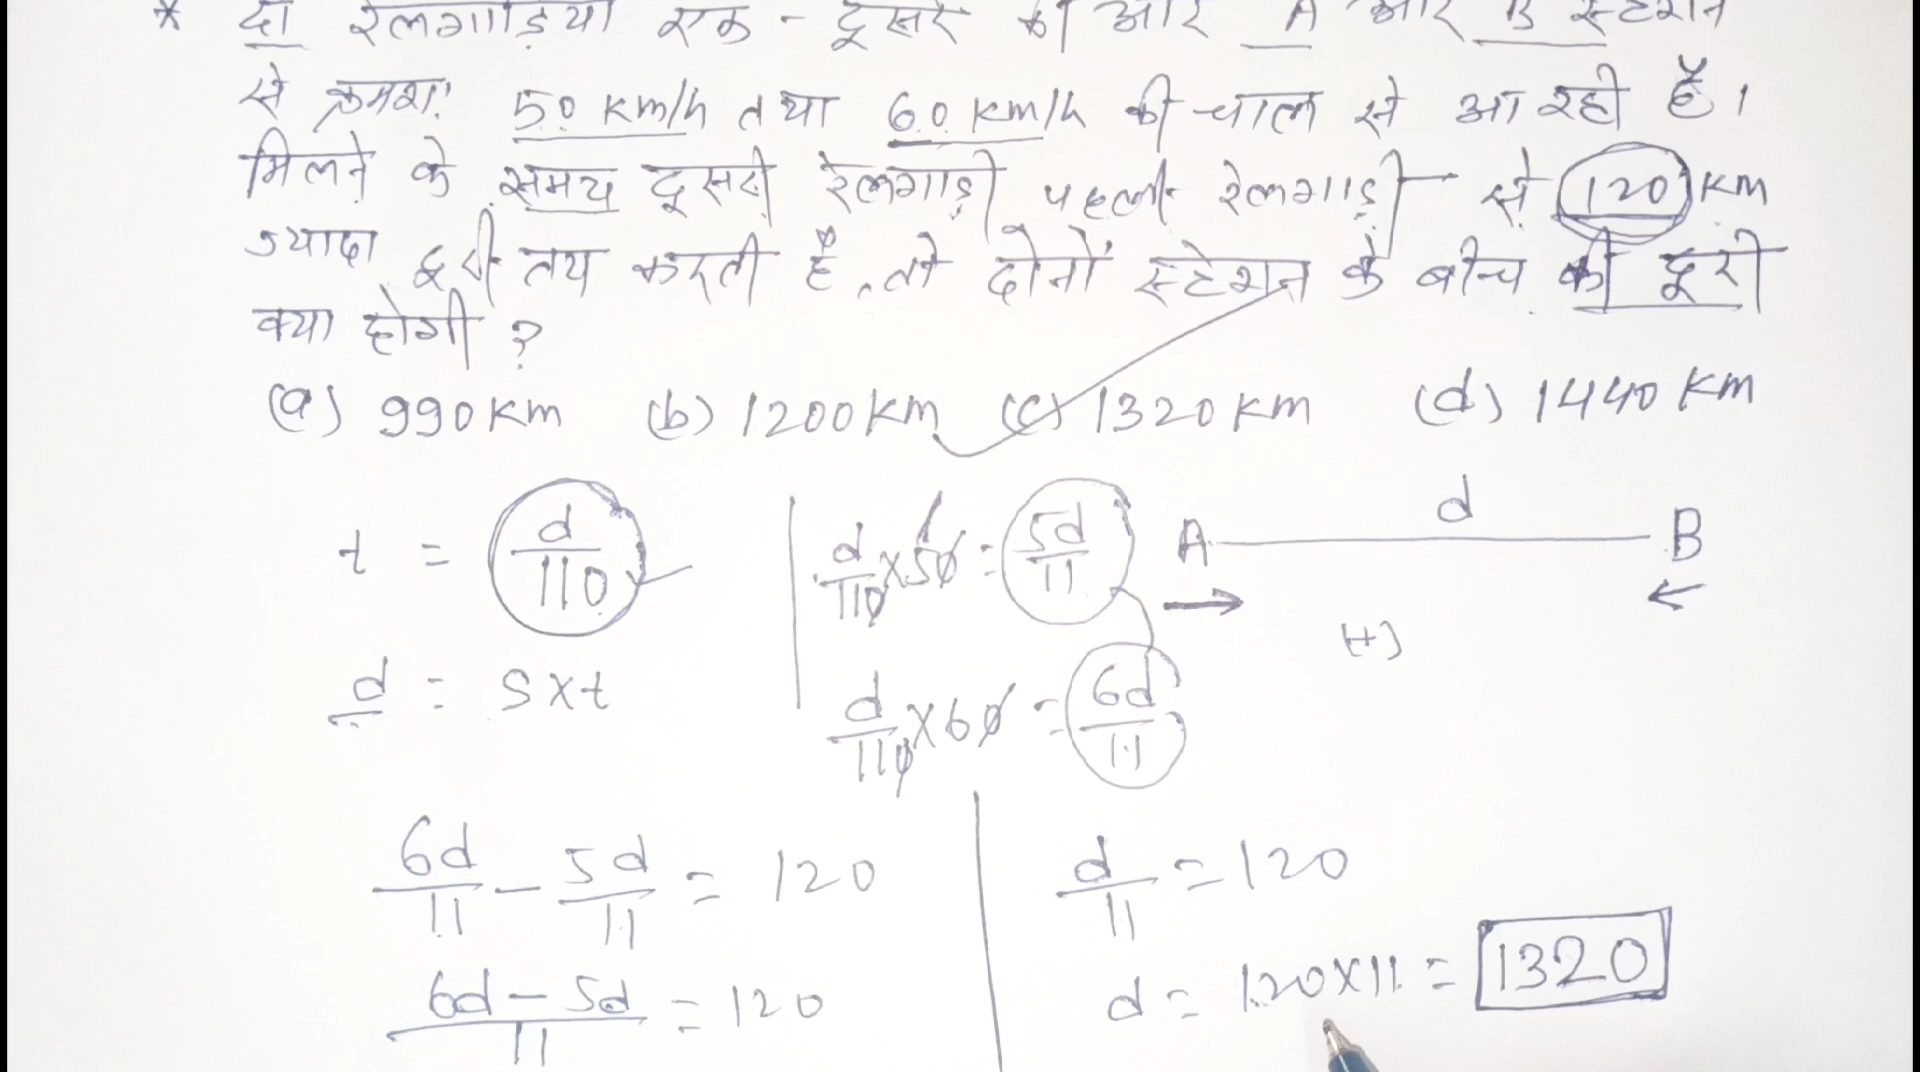 * दो रेलगाड़ियाँ एक - दूसरे की ओर A और B स्टेशन
से क्रमशः 50 km/h तथा 60 km/h की चाल से आ रही हैं।
मिलने के समय दूसरी रेलगाड़ी पहली रेलगाड़ी से 120 km
ज्यादा दूरी तय करती है, तो दोनों स्टेशन के बीच की दूरी
क्या होगी ?
(a) 990 km (b) 1200 km (c) 1320 km (d) 1440 km
t = d/110
d/110 × 50 = 5d/11
A d B
(+)
d = s × t
d/110 × 60 = 6d/11
6d/11 - 5d/11 = 120
d/11 = 120
6d - 5d/11 = 120
d = 120 × 11 = 1320